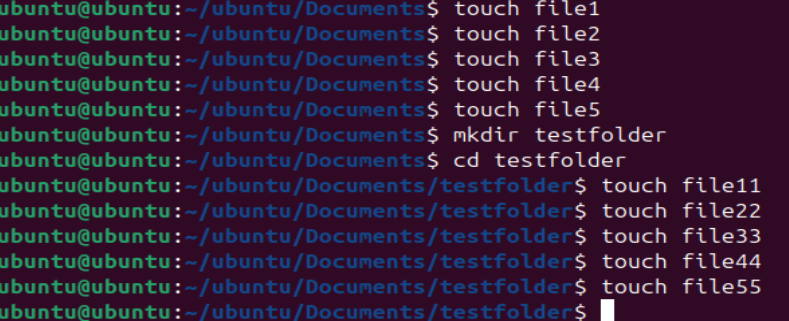 ubuntu@ubuntu:~/ubuntu/Documents$ touch file1
ubuntu@ubuntu:~/ubuntu/Documents$ touch file2
ubuntu@ubuntu:~/ubuntu/Documents$ touch file3
ubuntu@ubuntu:~/ubuntu/Documents$ touch file4
ubuntu@ubuntu:~/ubuntu/Documents$ touch file5
ubuntu@ubuntu:~/ubuntu/Documents$ mkdir testfolder
ubuntu@ubuntu:~/ubuntu/Documents$ cd testfolder
ubuntu@ubuntu:~/ubuntu/Documents/testfolder$ touch file11
ubuntu@ubuntu:~/ubuntu/Documents/testfolder$ touch file22
ubuntu@ubuntu:~/ubuntu/Documents/testfolder$ touch file33
ubuntu@ubuntu:~/ubuntu/Documents/testfolder$ touch file44
ubuntu@ubuntu:~/ubuntu/Documents/testfolder$ touch file55
ubuntu@ubuntu:~/ubuntu/Documents/testfolder$